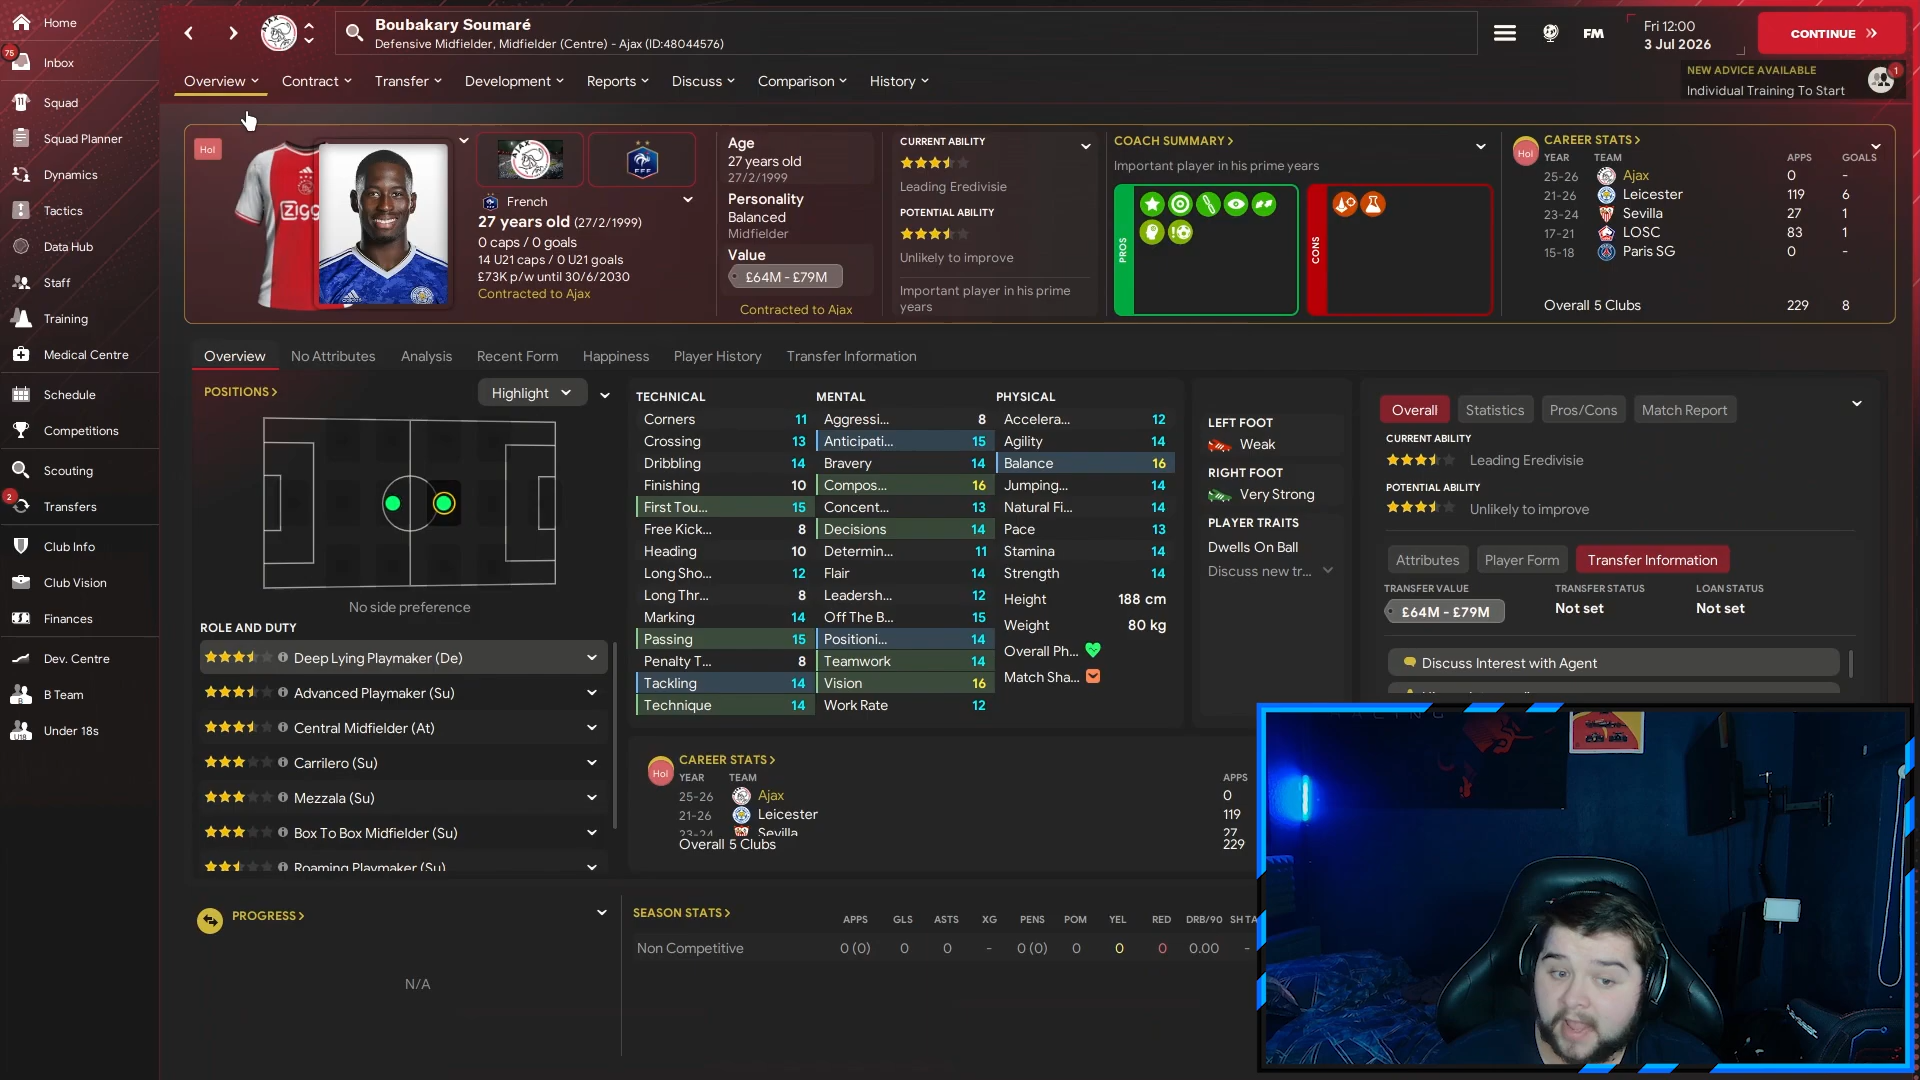 Home
75
Inbox
Squad
Squad Planner
Dynamics
Tactics
Data Hub
Staff
Training
Medical Centre
Schedule
Competitions
Scouting
2
Transfers
Club Info
Club Vision
Finances
Dev. Centre
B Team
Under 18s
Boubakary Soumaré
Defensive Midfielder, Midfielder (Centre) - Ajax (ID:48044576)
FM
Fri 12:00
3 Jul 2026
CONTINUE
Overview
Contract
Transfer
Development
Reports
Discuss
Comparison
History
NEW ADVICE AVAILABLE
Individual Training To Start
1
Hol
Zigg
French
27 years old (27/2/1999)
0 caps / 0 goals
14 U21 caps / 0 U21 goals
£73K p/w until 30/6/2030
Contracted to Ajax
Age
27 years old
27/2/1999
Personality
Balanced
Midfielder
Value
£64M - £79M
Contracted to Ajax
CURRENT ABILITY
Leading Eredivisie
POTENTIAL ABILITY
Unlikely to improve
Important player in his prime
years
COACH SUMMARY
Important player in his prime years
PROS
CONS
Hol
CAREER STATS
YEAR TEAM APPS GOALS
25-26 Ajax 0 -
21-26 Leicester 119 6
23-24 Sevilla 27 1
17-21 LOSC 83 1
15-18 Paris SG 0 -
Overall 5 Clubs 229 8
Overview
No Attributes
Analysis
Recent Form
Happiness
Player History
Transfer Information
POSITIONS
Highlight
No side preference
ROLE AND DUTY
Deep Lying Playmaker (De)
Advanced Playmaker (Su)
Central Midfielder (At)
Carrilero (Su)
Mezzala (Su)
Box To Box Midfielder (Su)
Roaming Playmaker (Su)
TECHNICAL
Corners 11
Crossing 13
Dribbling 14
Finishing 10
First Tou... 15
Free Kick... 8
Heading 10
Long Sho... 12
Long Thr... 8
Marking 14
Passing 15
Penalty T... 8
Tackling 14
Technique 14
MENTAL
Aggressi... 8
Anticipati... 15
Bravery 14
Compos... 16
Concent... 13
Decisions 14
Determin... 11
Flair 14
Leadersh... 12
Off The B... 15
Positioni... 14
Teamwork 14
Vision 16
Work Rate 12
PHYSICAL
Accelera... 12
Agility 14
Balance 16
Jumping... 14
Natural Fi... 14
Pace 13
Stamina 14
Strength 14
Height 188 cm
Weight 80 kg
Overall Ph...
Match Sha...
LEFT FOOT
Weak
RIGHT FOOT
Very Strong
PLAYER TRAITS
Dwells On Ball
Discuss new tr...
Overall
Statistics
Pros/Cons
Match Report
CURRENT ABILITY
Leading Eredivisie
POTENTIAL ABILITY
Unlikely to improve
Attributes
Player Form
Transfer Information
TRANSFER VALUE
£64M - £79M
TRANSFER STATUS
Not set
LOAN STATUS
Not set
Discuss Interest with Agent
Hol
CAREER STATS
YEAR TEAM APPS
25-26 Ajax 0
21-26 Leicester 119
23-24 Sevilla 27
Overall 5 Clubs 229
PROGRESS
N/A
SEASON STATS
APPS GLS ASTS XG PENS POM YEL RED DRB/90 SH TA
Non Competitive 0 (0) 0 0 - 0 (0) 0 0 0 0.00 -